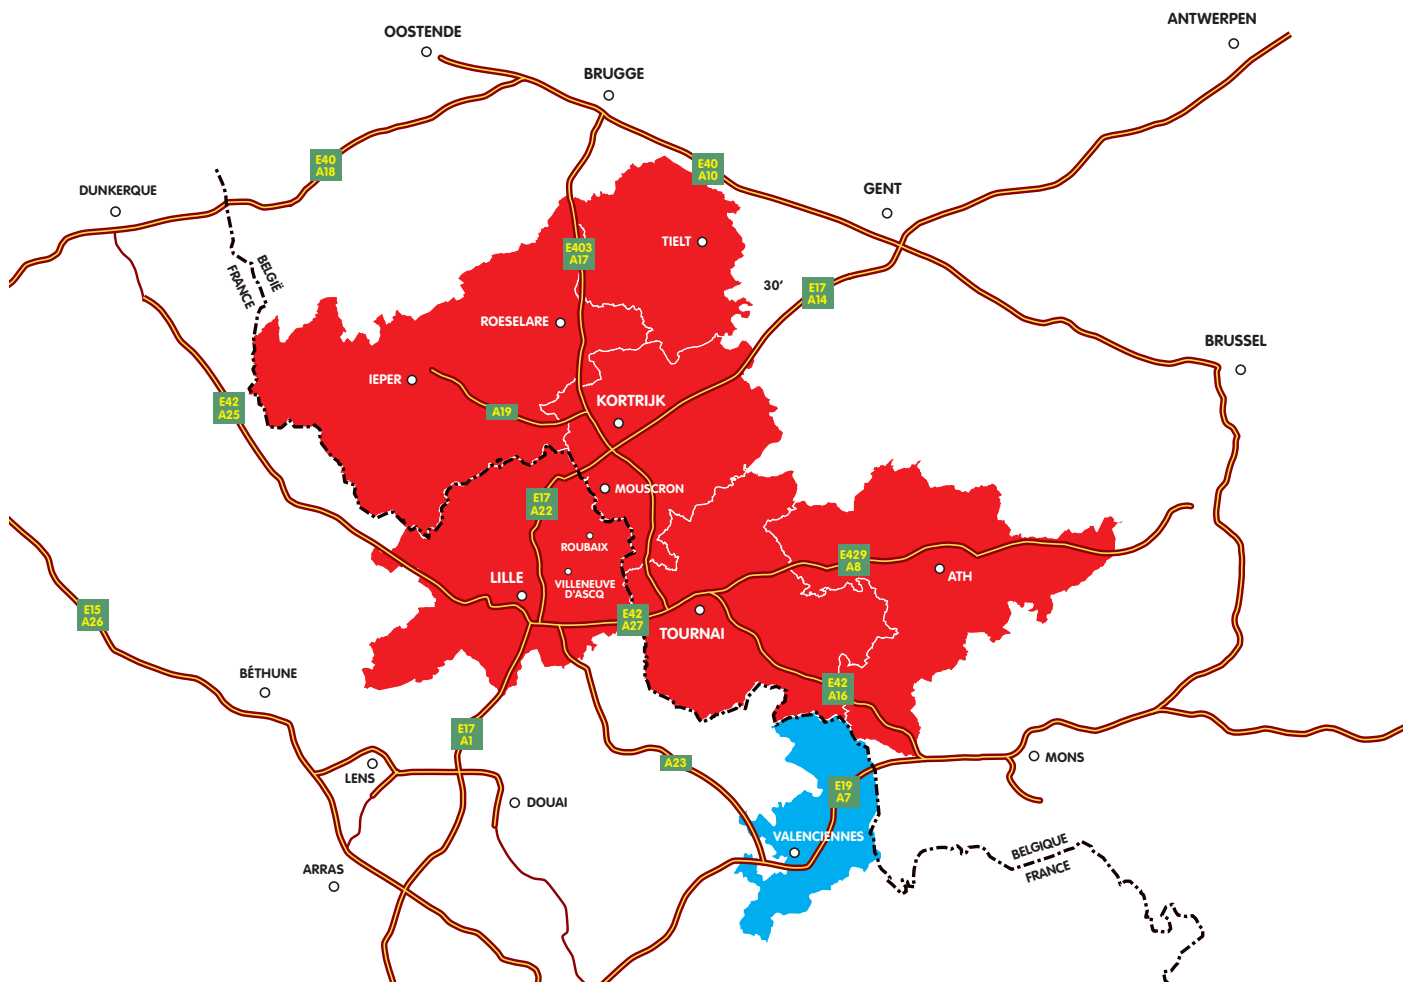 ANTWERPEN
OOSTENDE
BRUGGE
E40
A18
E40
A10
DUNKERQUE
GENT
TIELT
E403
A17
BELGIË
FRANCE
30'
E17
A14
ROESELARE
BRUSSEL
IEPER
E42
A25
A19
KORTRIJK
MOUSCRON
E17
A22
ROUBAIX
E429
A8
LILLE
VILLENEUVE
D'ASCQ
ATH
E15
A26
E42
A27
TOURNAI
BÉTHUNE
E42
A16
E17
A1
MONS
LENS
A23
E19
A7
DOUAI
VALENCIENNES
BELGIQUE
FRANCE
ARRAS